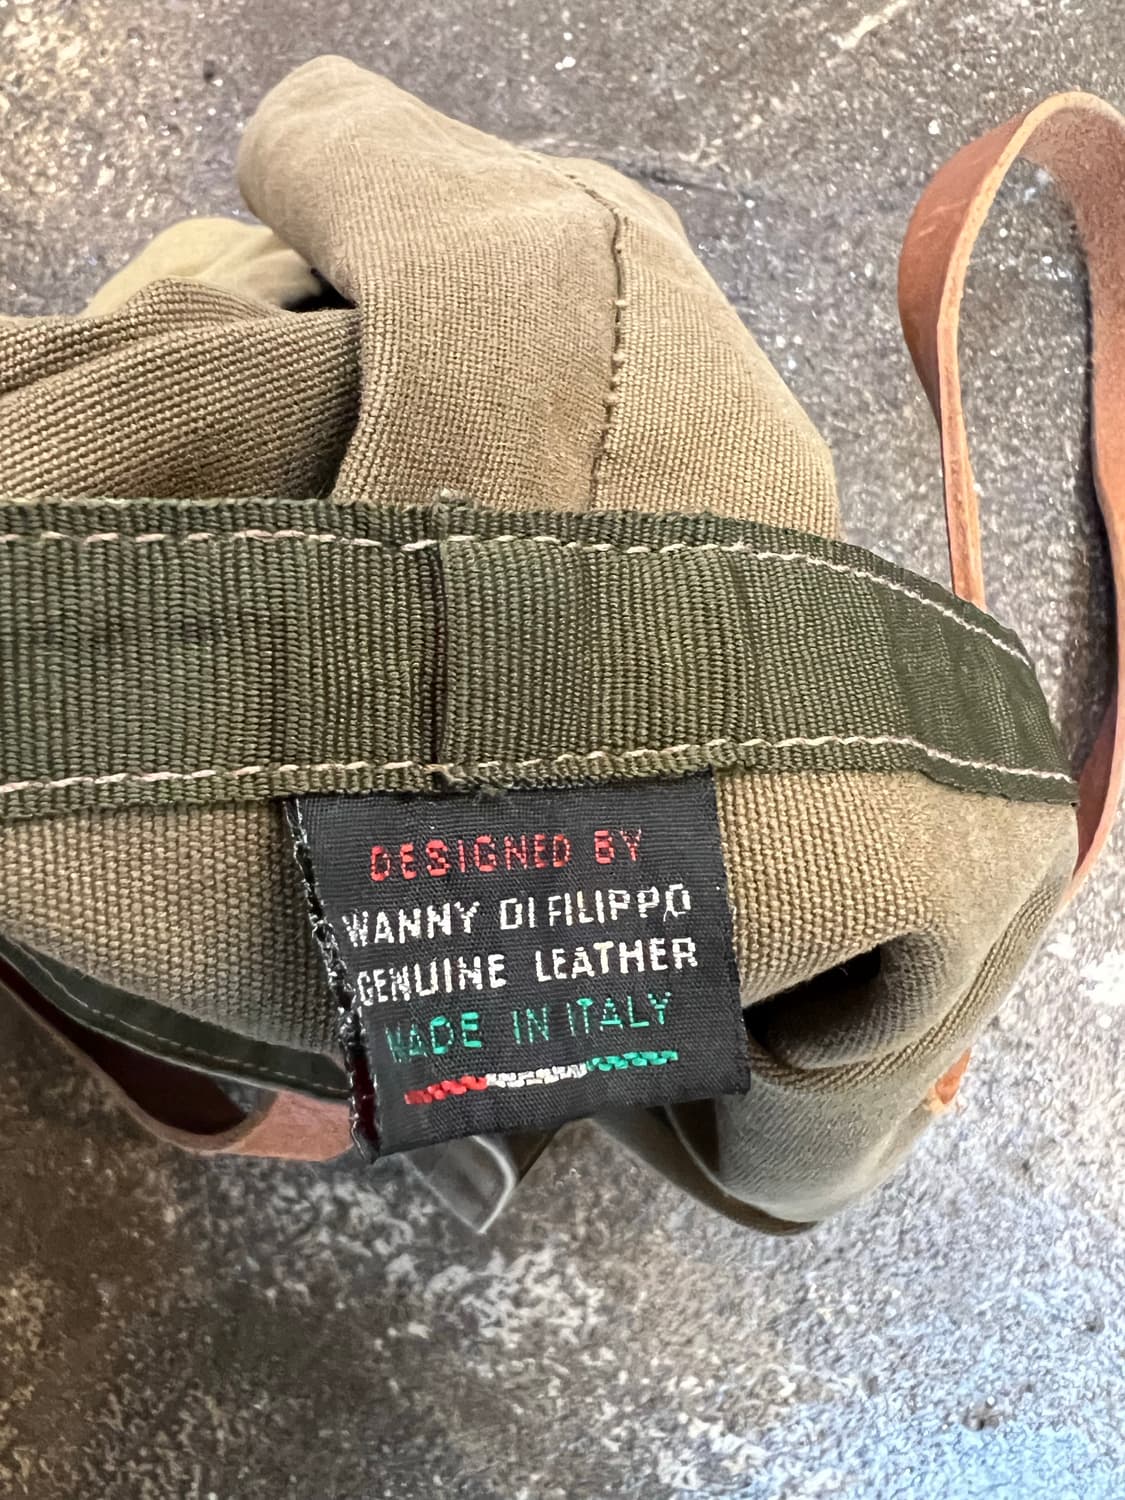 DESIGNED BY
WANNY DI FILIPPO
GENUINE LEATHER
MADE IN ITALY